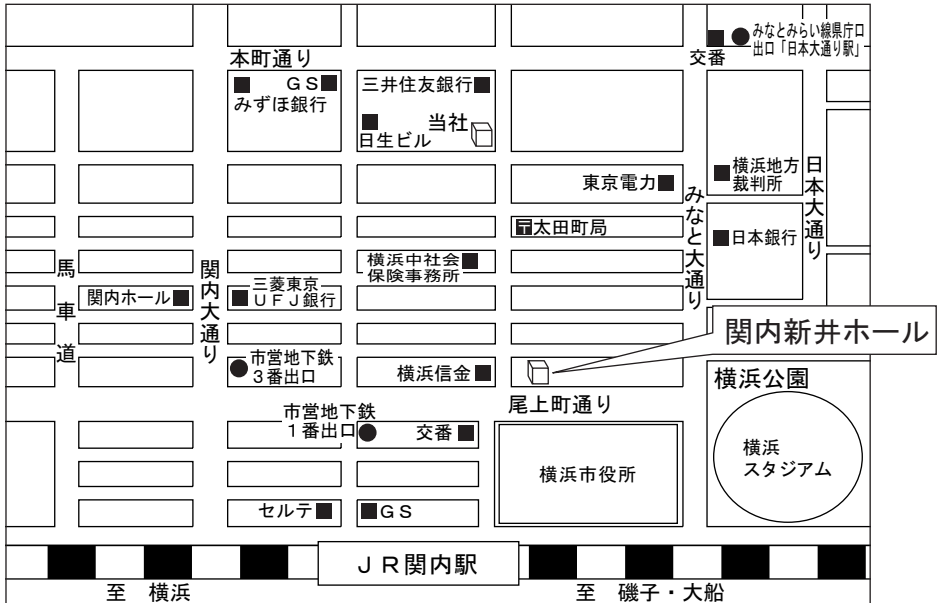 みなとみらい線県庁口
出口「日本大通り駅」
交番
本町通り
GS
みずほ銀行
三井住友銀行
当社
日生ビル
横浜地方
裁判所
日本大通り
東京電力
みなと大通り
〒太田町局
日本銀行
横浜中社会
保険事務所
馬車道
関内大通り
関内ホール
三菱東京
UFJ銀行
関内新井ホール
市営地下鉄
3番出口
横浜信金
横浜公園
尾上町通り
市営地下鉄
1番出口
交番
横浜市役所
横浜
スタジアム
セルテ
GS
JR関内駅
至 横浜
至 磯子・大船